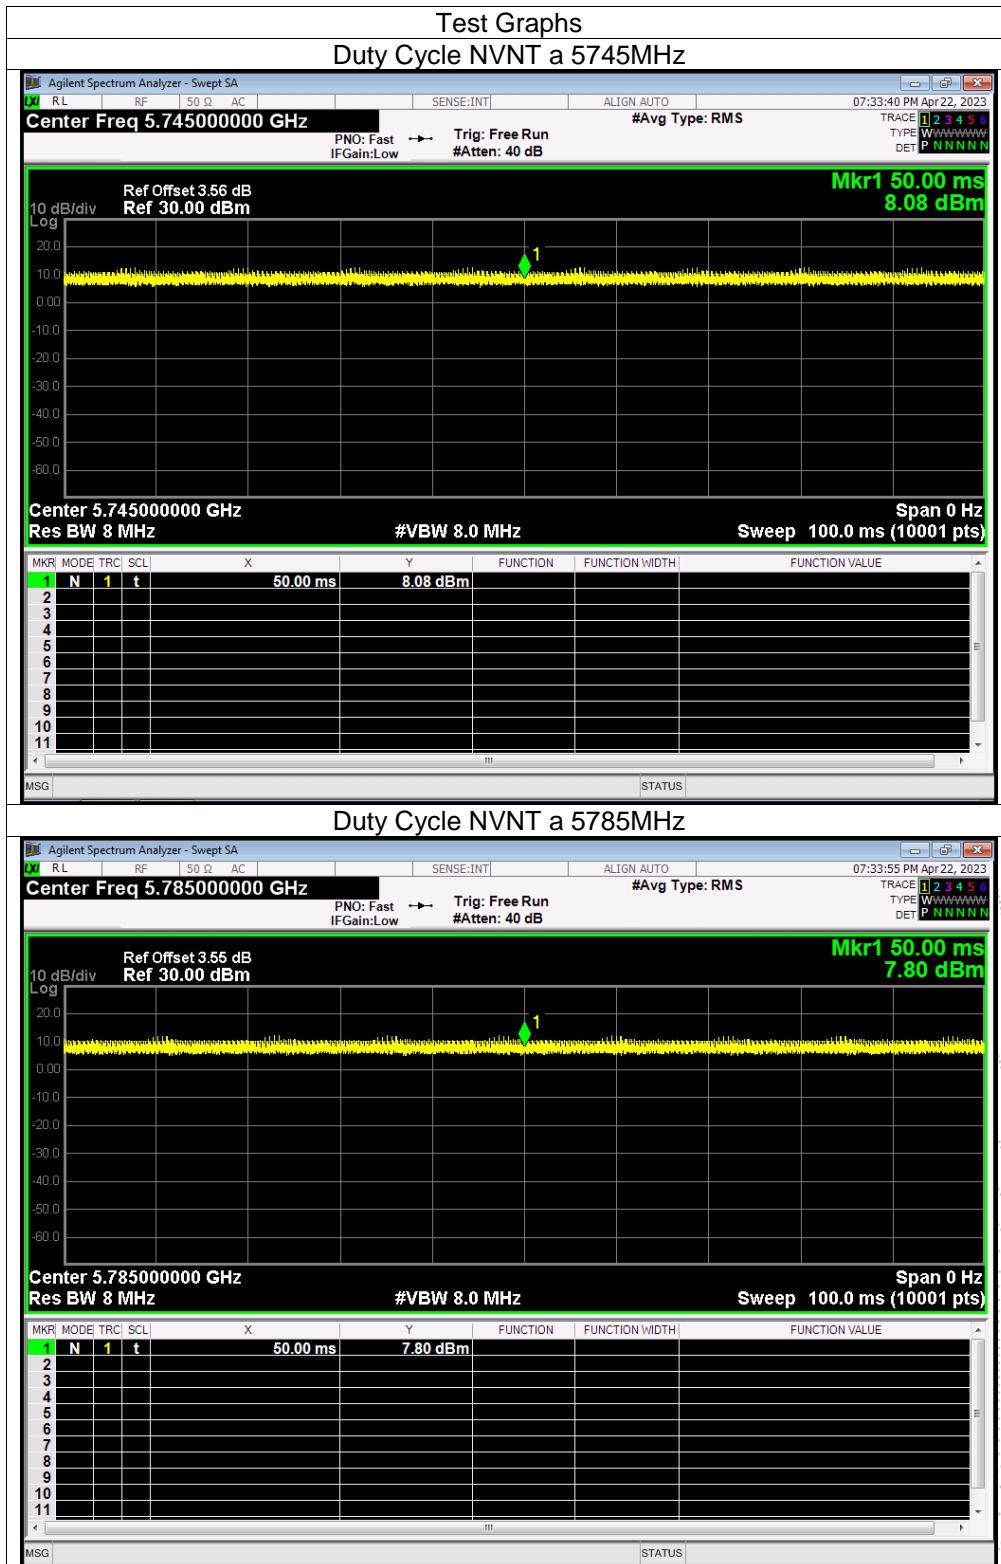 Test Graphs
Duty Cycle NVNT a 5745MHz
Agilent Spectrum Analyzer - Swept SA
LXI RL RF 50 Ω AC SENSE:INT ALIGN AUTO 07:33:40 PM Apr 22, 2023
Center Freq 5.745000000 GHz #Avg Type: RMS TRACE 1 2 3 4 5 6
PNO: Fast Trig: Free Run TYPE WWWWWW
IFGain:Low #Atten: 40 dB DET P N N N N N
Mkr1 50.00 ms
Ref Offset 3.56 dB
10 dB/div Ref 30.00 dBm 8.08 dBm
Log
20.0
1
10.0
0.00
-10.0
-20.0
-30.0
-40.0
-50.0
-60.0
Center 5.745000000 GHz Span 0 Hz
Res BW 8 MHz #VBW 8.0 MHz Sweep 100.0 ms (10001 pts)
MKR MODE TRC SCL X Y FUNCTION FUNCTION WIDTH FUNCTION VALUE
1 N 1 t 50.00 ms 8.08 dBm
2
3
4
5
6
7
8
9
10
11
MSG STATUS
Duty Cycle NVNT a 5785MHz
Agilent Spectrum Analyzer - Swept SA
LXI RL RF 50 Ω AC SENSE:INT ALIGN AUTO 07:33:55 PM Apr 22, 2023
Center Freq 5.785000000 GHz #Avg Type: RMS TRACE 1 2 3 4 5 6
PNO: Fast Trig: Free Run TYPE WWWWWW
IFGain:Low #Atten: 40 dB DET P N N N N N
Mkr1 50.00 ms
Ref Offset 3.55 dB
10 dB/div Ref 30.00 dBm 7.80 dBm
Log
20.0
1
10.0
0.00
-10.0
-20.0
-30.0
-40.0
-50.0
-60.0
Center 5.785000000 GHz Span 0 Hz
Res BW 8 MHz #VBW 8.0 MHz Sweep 100.0 ms (10001 pts)
MKR MODE TRC SCL X Y FUNCTION FUNCTION WIDTH FUNCTION VALUE
1 N 1 t 50.00 ms 7.80 dBm
2
3
4
5
6
7
8
9
10
11
MSG STATUS